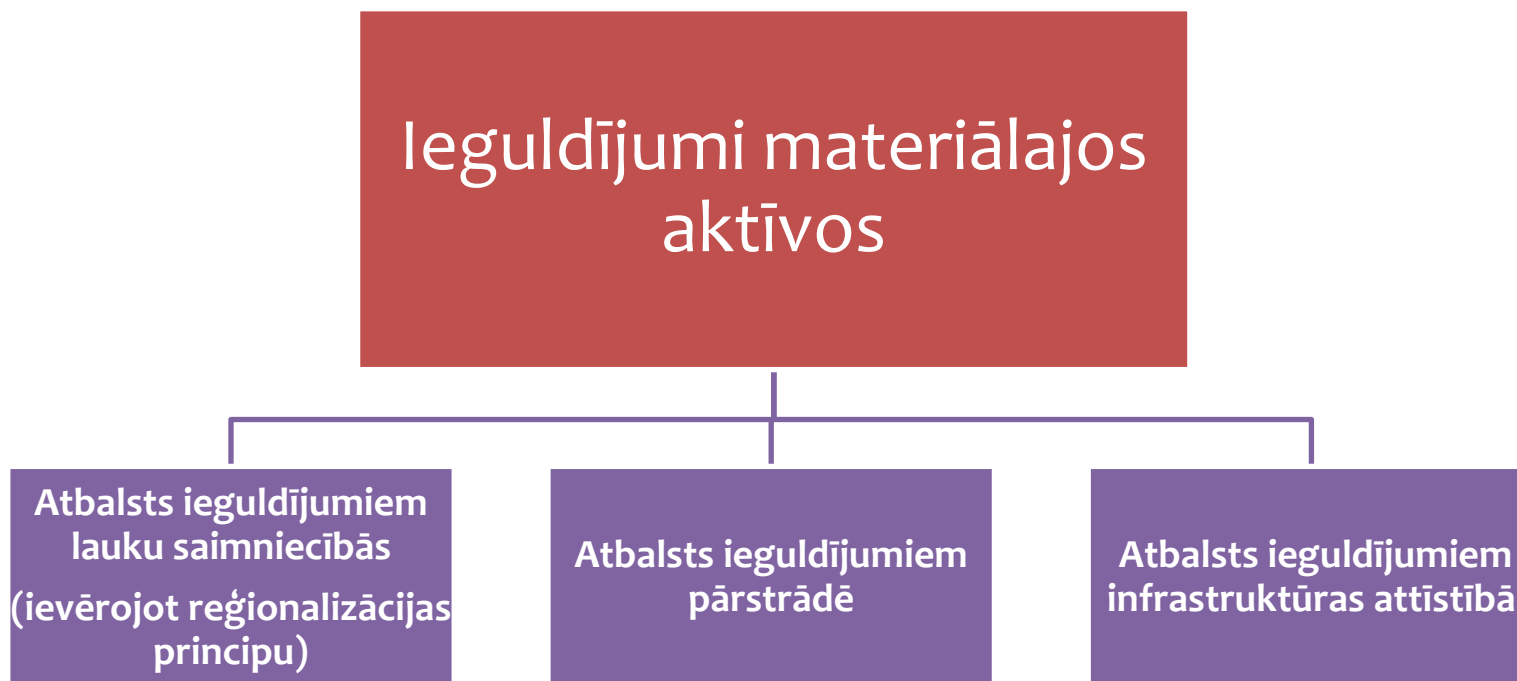 Ieguldījumi materiālajos
aktīvos
Atbalsts ieguldījumiem
lauku saimniecībās
(ievērojot reģionalizācijas
principu)
Atbalsts ieguldījumiem
pārstrādē
Atbalsts ieguldījumiem
infrastruktūras attīstībā